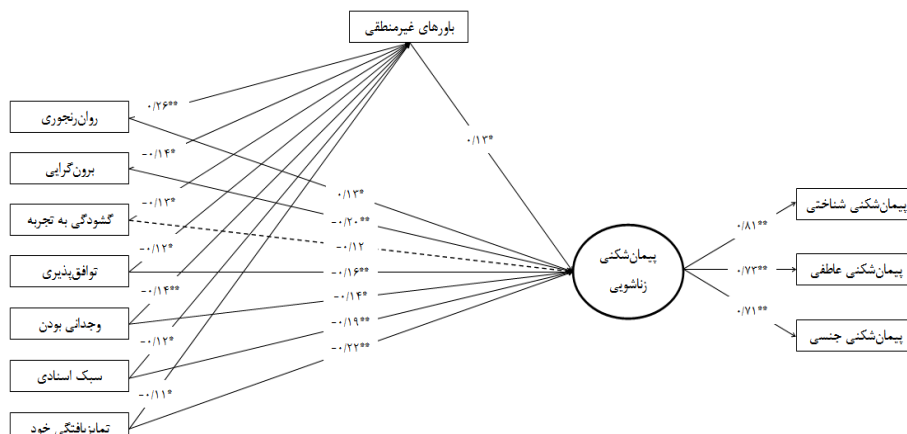 باورهای غیرمنطقی
۰/۲۶**
روان‌رنجوری
۰/۱۳*
-۰/۱۴*
برون‌گرایی
۰/۱۳*
پیمان‌شکنی شناختی
-۰/۱۳*
گشودگی به تجربه
-۰/۲۰**
۰/۸۱**
-۰/۱۲*
-۰/۱۲
پیمان‌شکنی
زناشویی
توافق‌پذیری
-۰/۱۶**
۰/۷۳**
پیمان‌شکنی عاطفی
-۰/۱۴**
-۰/۱۴*
وجدانی بودن
-۰/۱۹**
۰/۷۱**
پیمان‌شکنی جنسی
-۰/۱۲*
-۰/۲۲**
سبک اسنادی
-۰/۱۱*
تمایزیافتگی خود